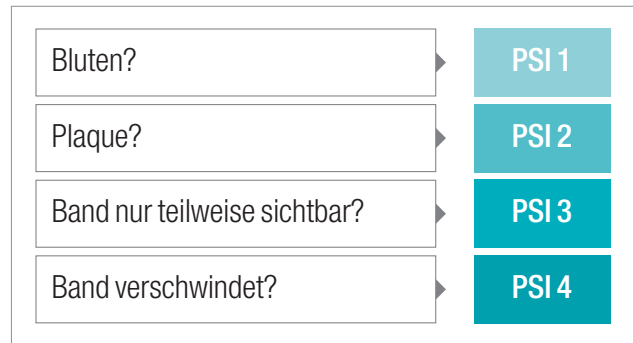 Bluten?
PSI 1
Plaque?
PSI 2
Band nur teilweise sichtbar?
PSI 3
Band verschwindet?
PSI 4